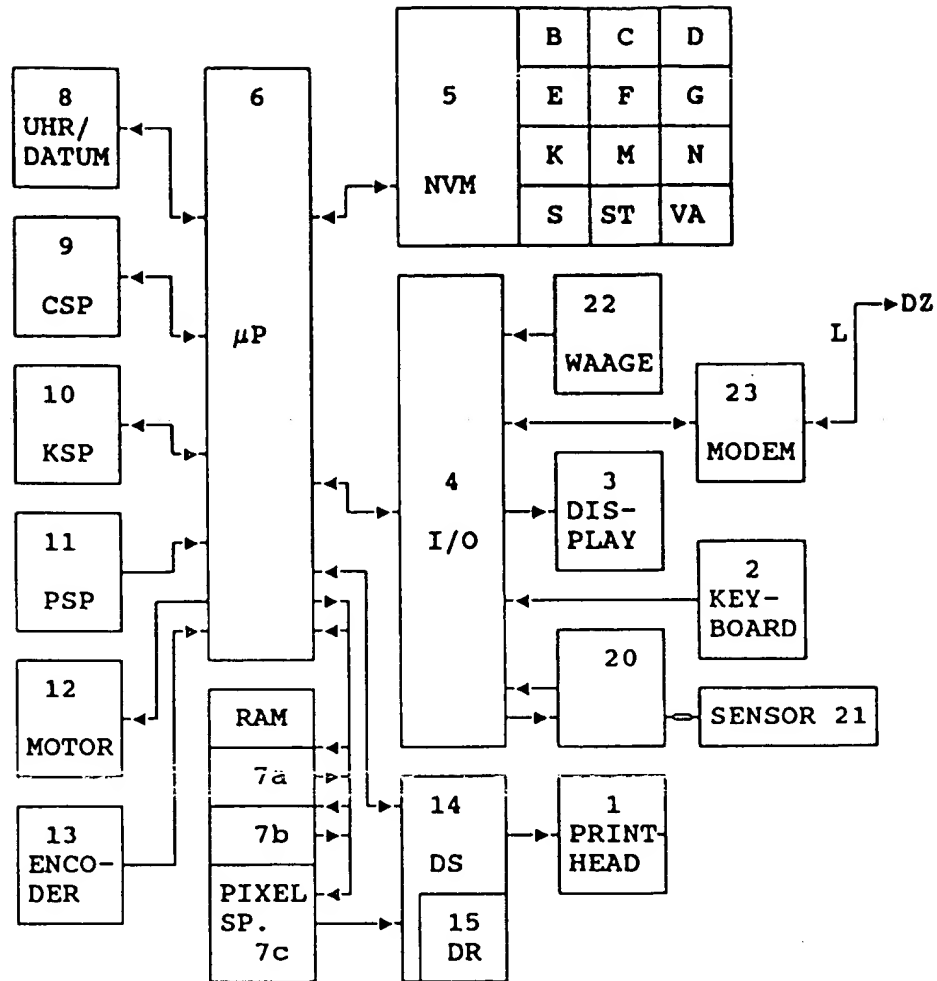 B C D
8 6 5 E F G
UHR/
DATUM
K M N
NVM
S ST VA
9
CSP
µP
22
WAAGE
L DZ
10
KSP
23
MODEM
4
I/O
3
DIS-
PLAY
11
PSP
2
KEY-
BOARD
12
MOTOR
20
SENSOR 21
RAM
7a
7b
13
ENCO-
DER
PIXEL
SP.
7c
14
DS
15
DR
1
PRINT-
HEAD